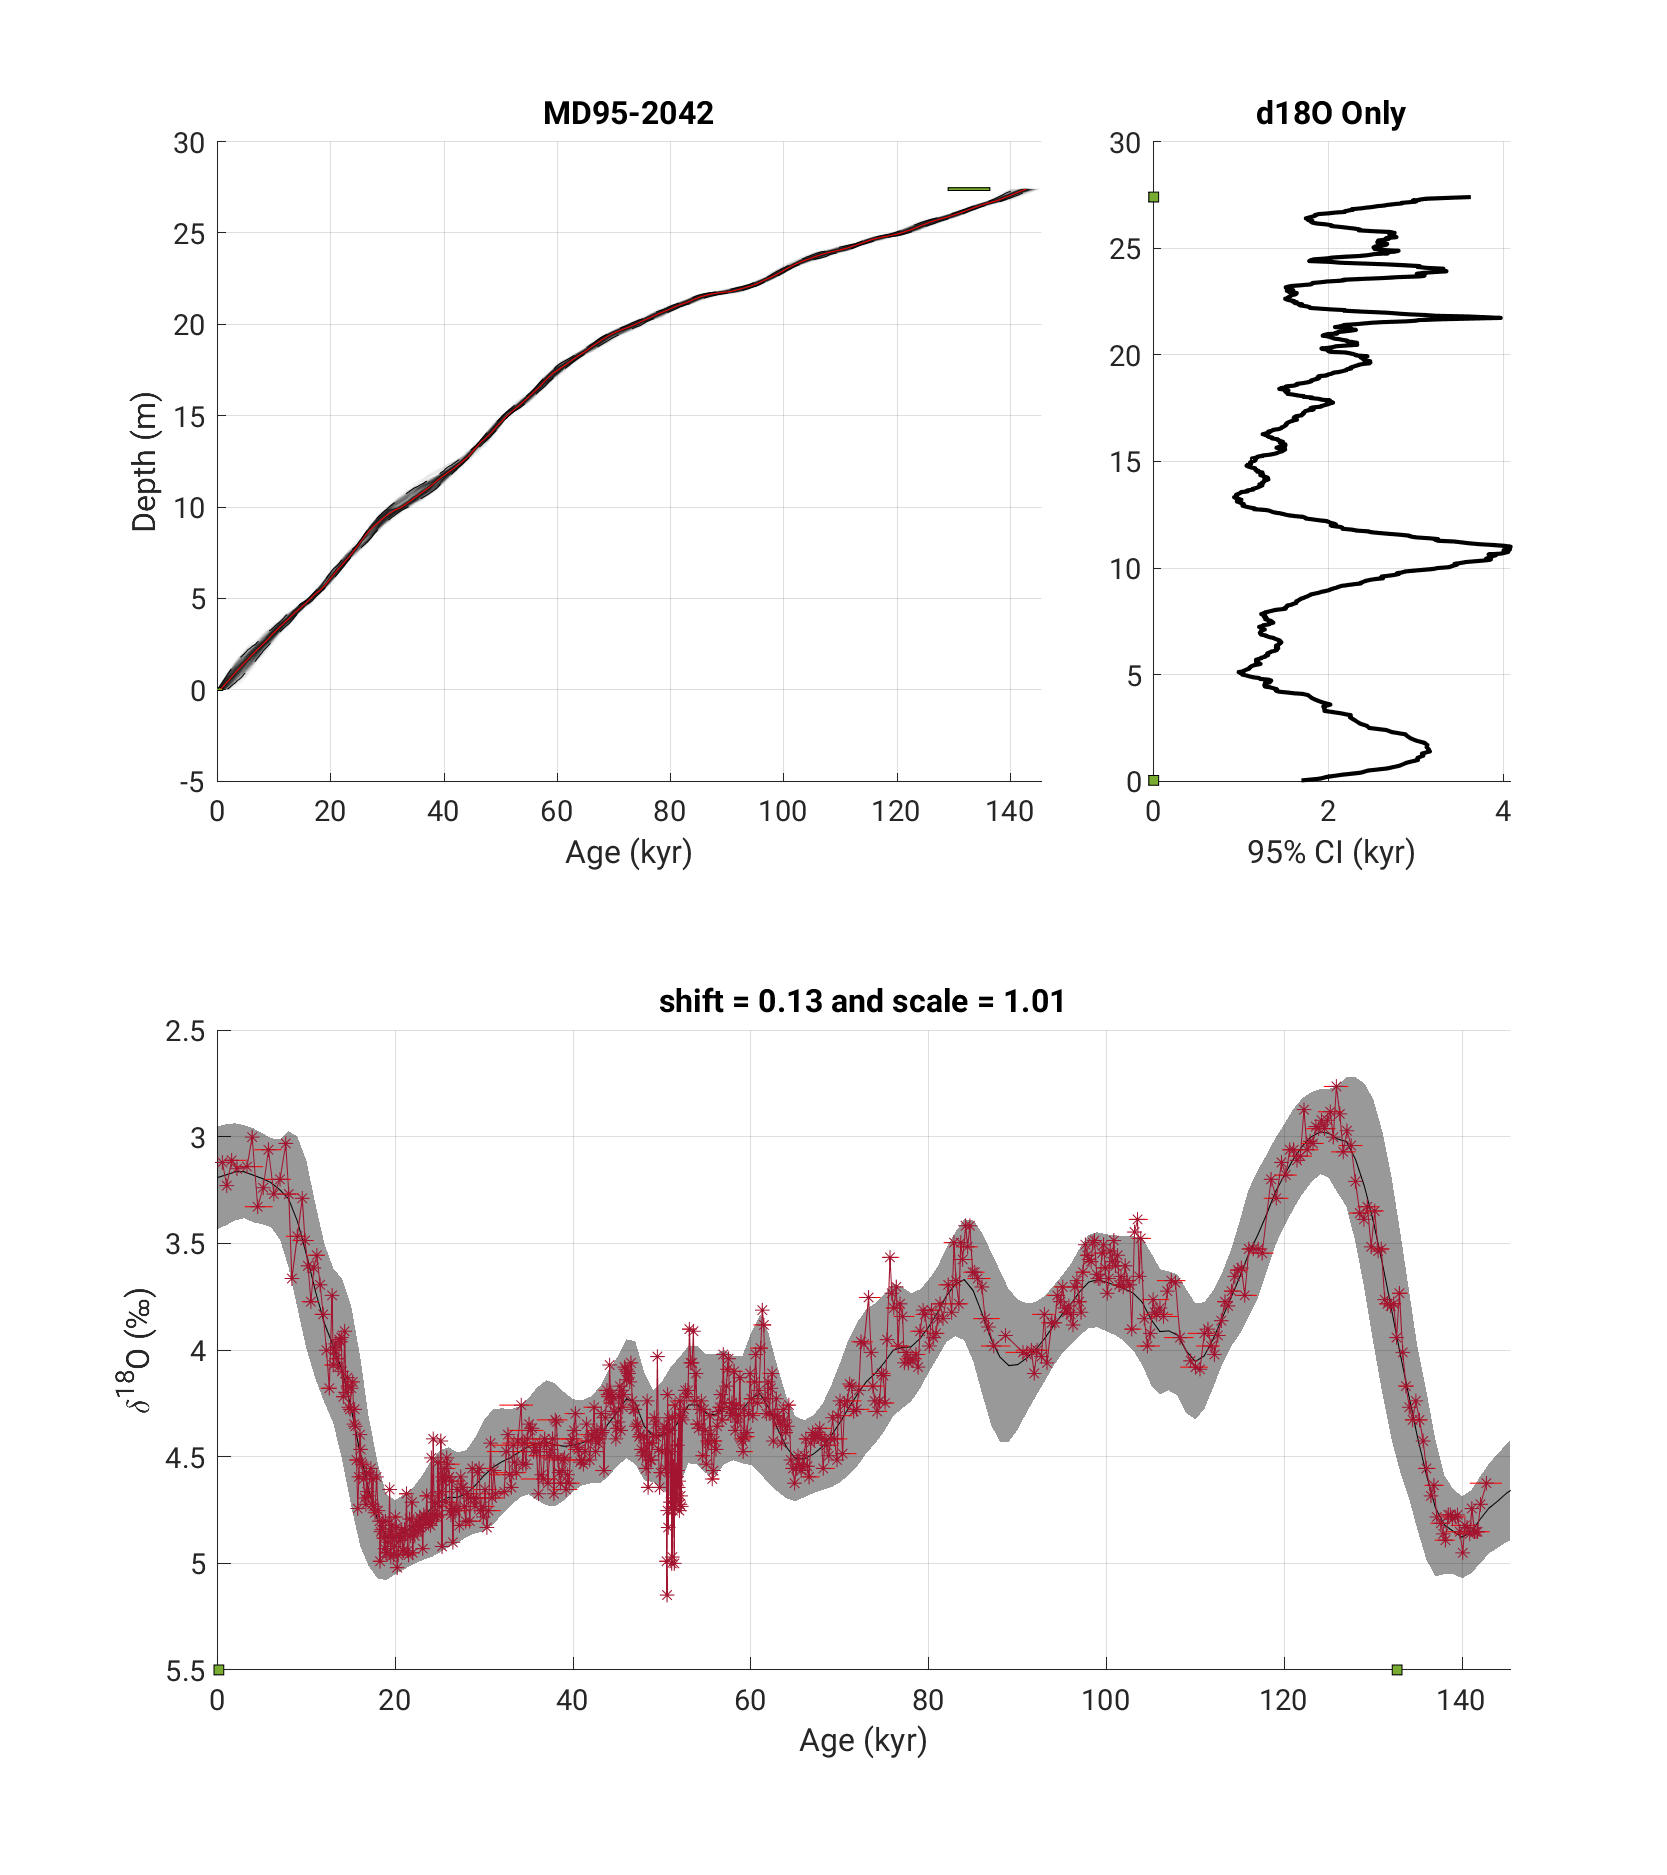 MD95-2042
30
25
20
15
10
5
0
-5
Depth (m)
0 20 40 60 80 100 120 140
Age (kyr)
d18O Only
30
25
20
15
10
5
0
0 2 4
95% CI (kyr)
shift = 0.13 and scale = 1.01
2.5
3
3.5
4
4.5
5
5.5
δ18O (‰)
0 20 40 60 80 100 120 140
Age (kyr)